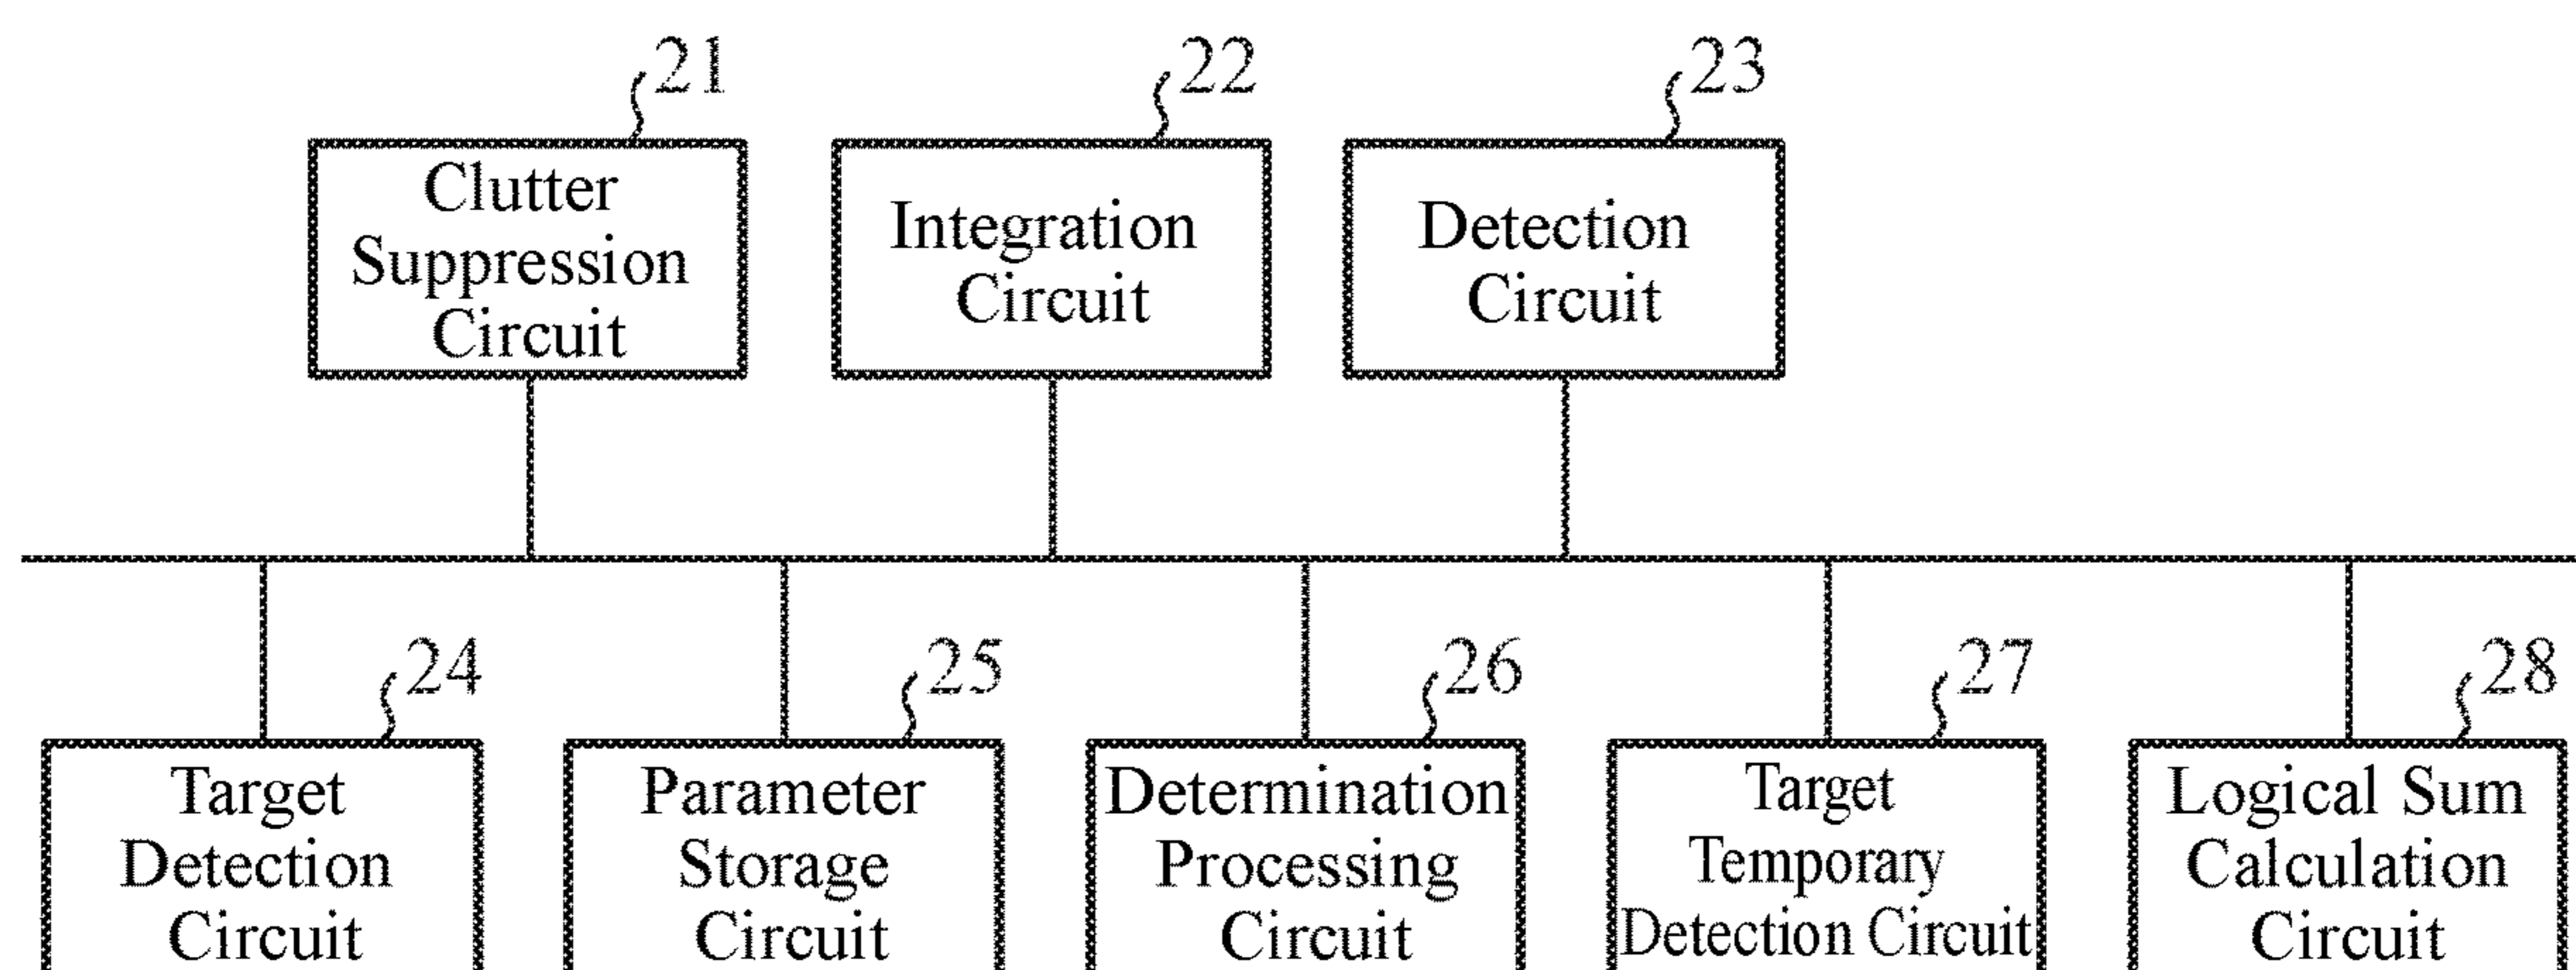 21
22
23
Clutter
Suppression
Circuit
Integration
Circuit
Detection
Circuit
24
25
26
27
28
Target
Detection
Circuit
Parameter
Storage
Circuit
Determination
Processing
Circuit
Target
Temporary
Detection Circuit
Logical Sum
Calculation
Circuit